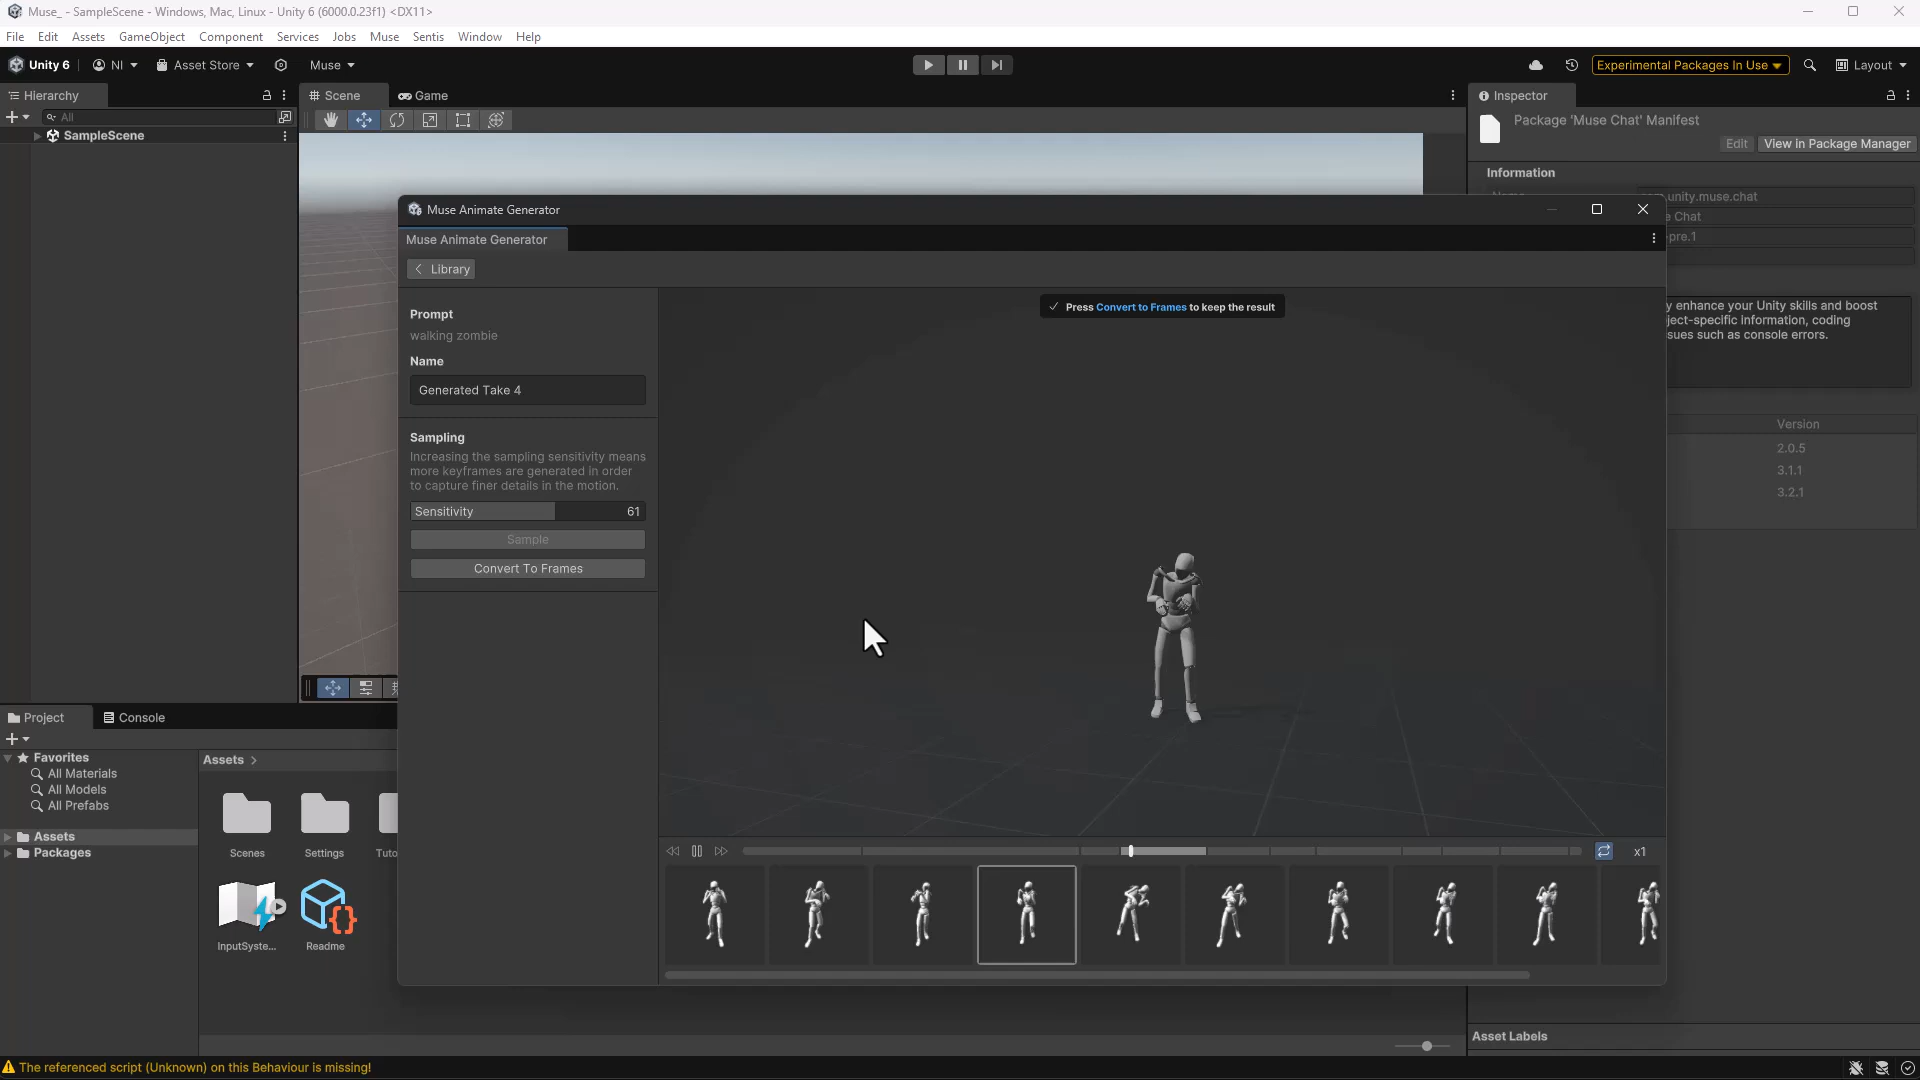 Muse_ - SampleScene - Windows, Mac, Linux - Unity 6 (6000.0.23f1) <DX11>
File Edit Assets GameObject Component Services Jobs Muse Sentis Window Help
Unity 6 NI Asset Store Muse Experimental Packages In Use Layout
Hierarchy
All
SampleScene
Scene Game
Inspector
Package 'Muse Chat' Manifest
Edit View in Package Manager
Information
unity.muse.chat
e Chat
pre.1
y enhance your Unity skills and boost
ject-specific information, coding
sues such as console errors.
Version
2.0.5
3.1.1
3.2.1
Asset Labels
Muse Animate Generator
Muse Animate Generator
Library
Prompt
walking zombie
Name
Generated Take 4
Sampling
Increasing the sampling sensitivity means
more keyframes are generated in order
to capture finer details in the motion.
Sensitivity 61
Sample
Convert To Frames
Press Convert to Frames to keep the result
x1
Project Console
Favorites
All Materials
All Models
All Prefabs
Assets
Packages
Assets >
Scenes Settings Tuto
InputSyste... Readme
The referenced script (Unknown) on this Behaviour is missing!